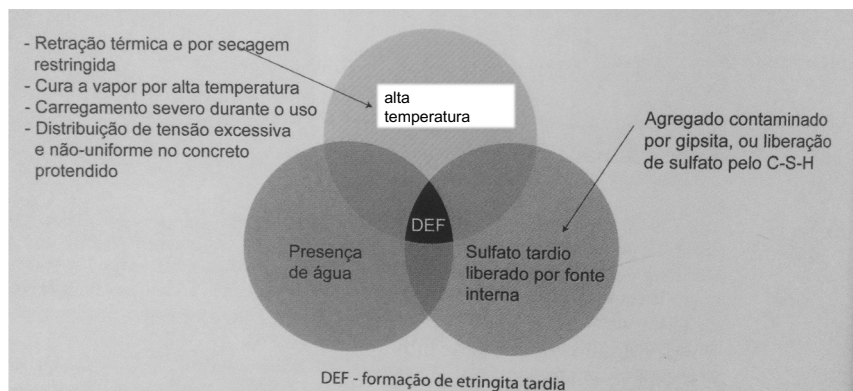 - Retração térmica e por secagem
restringida
- Cura a vapor por alta temperatura
- Carregamento severo durante o uso
- Distribuição de tensão excessiva
e não-uniforme no concreto
protendido
alta
temperatura
Agregado contaminado
por gipsita, ou liberação
de sulfato pelo C-S-H
DEF
Presença
de água
Sulfato tardio
liberado por fonte
interna
DEF - formação de etringita tardia